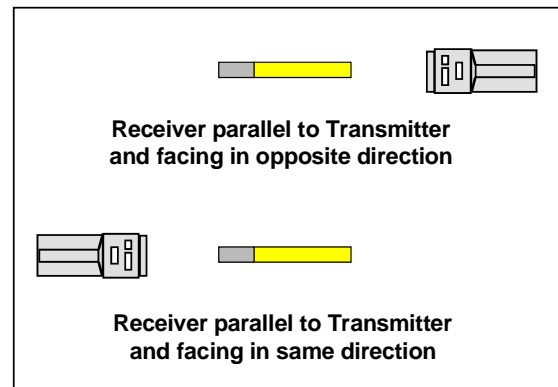 Receiver parallel to Transmitter
and facing in opposite direction
Receiver parallel to Transmitter
and facing in same direction